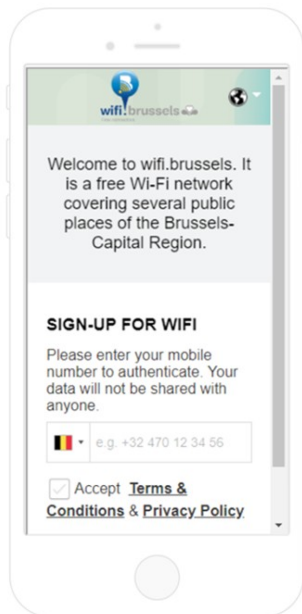 wifi.brussels
Welcome to wifi.brussels. It
is a free Wi-Fi network
covering several public
places of the Brussels-
Capital Region.
SIGN-UP FOR WIFI
Please enter your mobile
number to authenticate. Your
data will not be shared with
anyone.
e.g. +32 470 12 34 56
Accept Terms &
Conditions & Privacy Policy